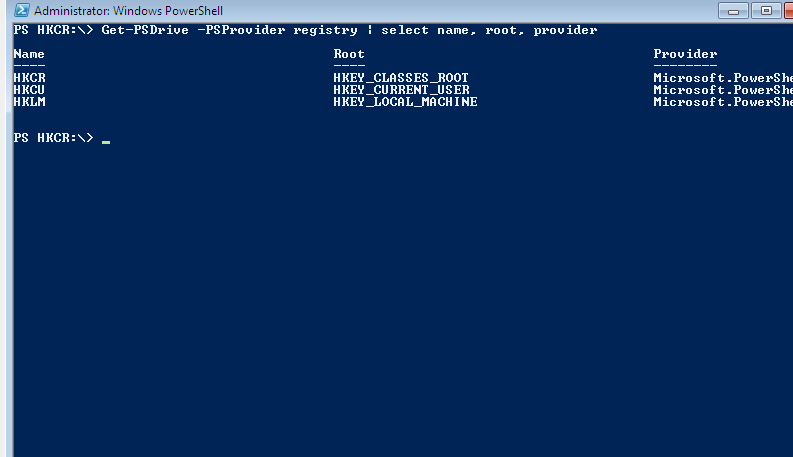 Administrator: Windows PowerShell
PS HKCR:\> Get-PSDrive -PSProvider registry | select name, root, provider
Name Root Provider
---- ---- --------
HKCR HKEY_CLASSES_ROOT Microsoft.PowerShe
HKCU HKEY_CURRENT_USER Microsoft.PowerShe
HKLM HKEY_LOCAL_MACHINE Microsoft.PowerShe
PS HKCR:\> _